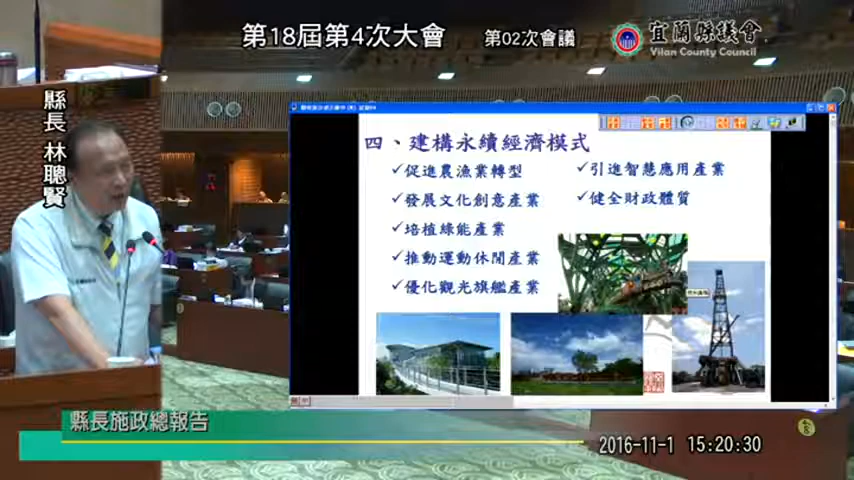 第18屆第4次大會 第02次會議
宜蘭縣議會
Yilan County Council
縣長 林聰賢
四、建構永續經濟模式
✓促進農漁業轉型
✓發展文化創意產業
✓培植綠能產業
✓推動運動休閒產業
✓優化觀光旗艦產業
✓引進智慧應用產業
✓健全財政體質
縣長施政總報告
2016-11-1 15:20:30